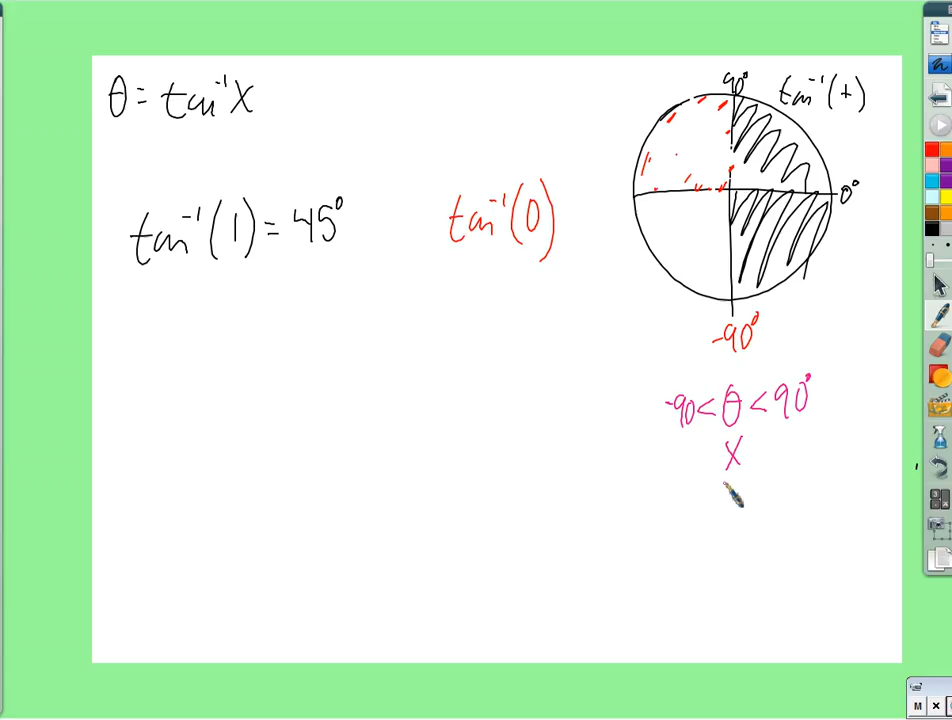 θ = tan⁻¹x
tan⁻¹(1) = 45°
tan⁻¹(0)
90°
tan⁻¹(+)
0°
-90°
-90 < θ < 90°
x
M ×